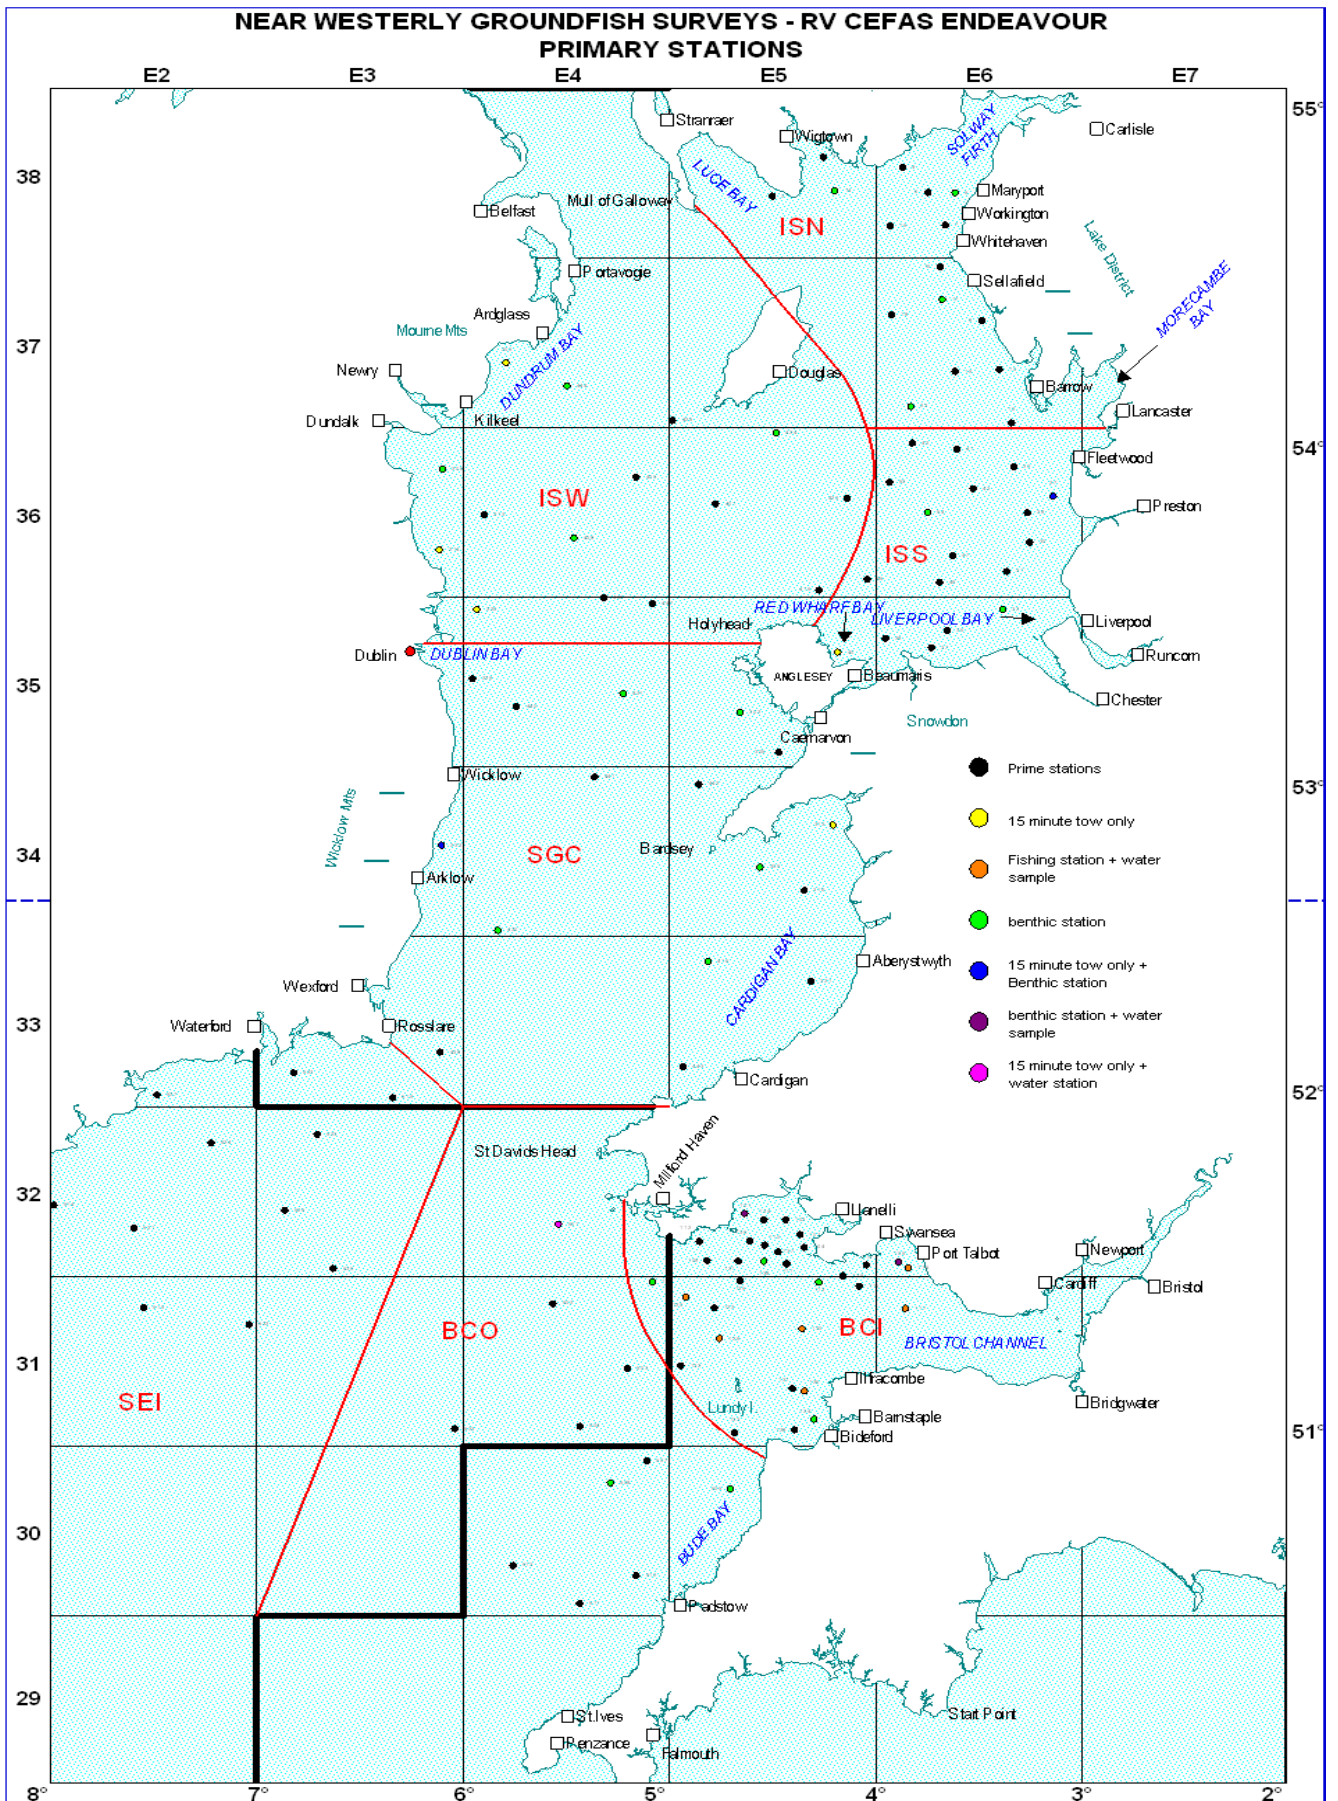 NEAR WESTERLY GROUNDFISH SURVEYS - RV CEFAS ENDEAVOUR
PRIMARY STATIONS
E2 E3 E4 E5 E6 E7
55°
Stranraer
Wigtown
SOLWAY
FIRTH
Carlisle
38
LUCE BAY
Mull of Galloway
Maryport
Belfast
Workington
ISN
Whitehaven
Lake District
Portavogie
Sellafield
MORECAMBE
BAY
Ardglass
Mourne Mts
DUNDRUM BAY
37
Newry
Douglas
Barrow
Lancaster
Dundalk
Kilkeel
54°
Fleetwood
ISW
Preston
36
ISS
RED WHARF BAY
LIVERPOOL BAY
Holyhead
Liverpool
Dublin
DUBLIN BAY
Runcorn
ANGLESEY
Beaumaris
35
Chester
Snowdon
Caernarvon
Wicklow
Prime stations
53°
Wicklow Mts
15 minute tow only
Bardsey
34
SGC
Fishing station + water
sample
Arklow
benthic station
CARDIGAN BAY
Aberystwyth
15 minute tow only +
Benthic station
Wexford
benthic station + water
sample
33
Waterford
Rosslare
15 minute tow only +
water station
Cardigan
52°
St Davids Head
Milford Haven
32
Llanelli
Swansea
Port Talbot
Newport
Cardiff
Bristol
BCO
BCI
BRISTOL CHANNEL
31
Ilfracombe
SEI
Lundy I.
Bridgwater
Barnstaple
Bideford
51°
30
BUDE BAY
Padstow
29
St.Ives
Start Point
Penzance
Falmouth
8° 7° 6° 5° 4° 3° 2°